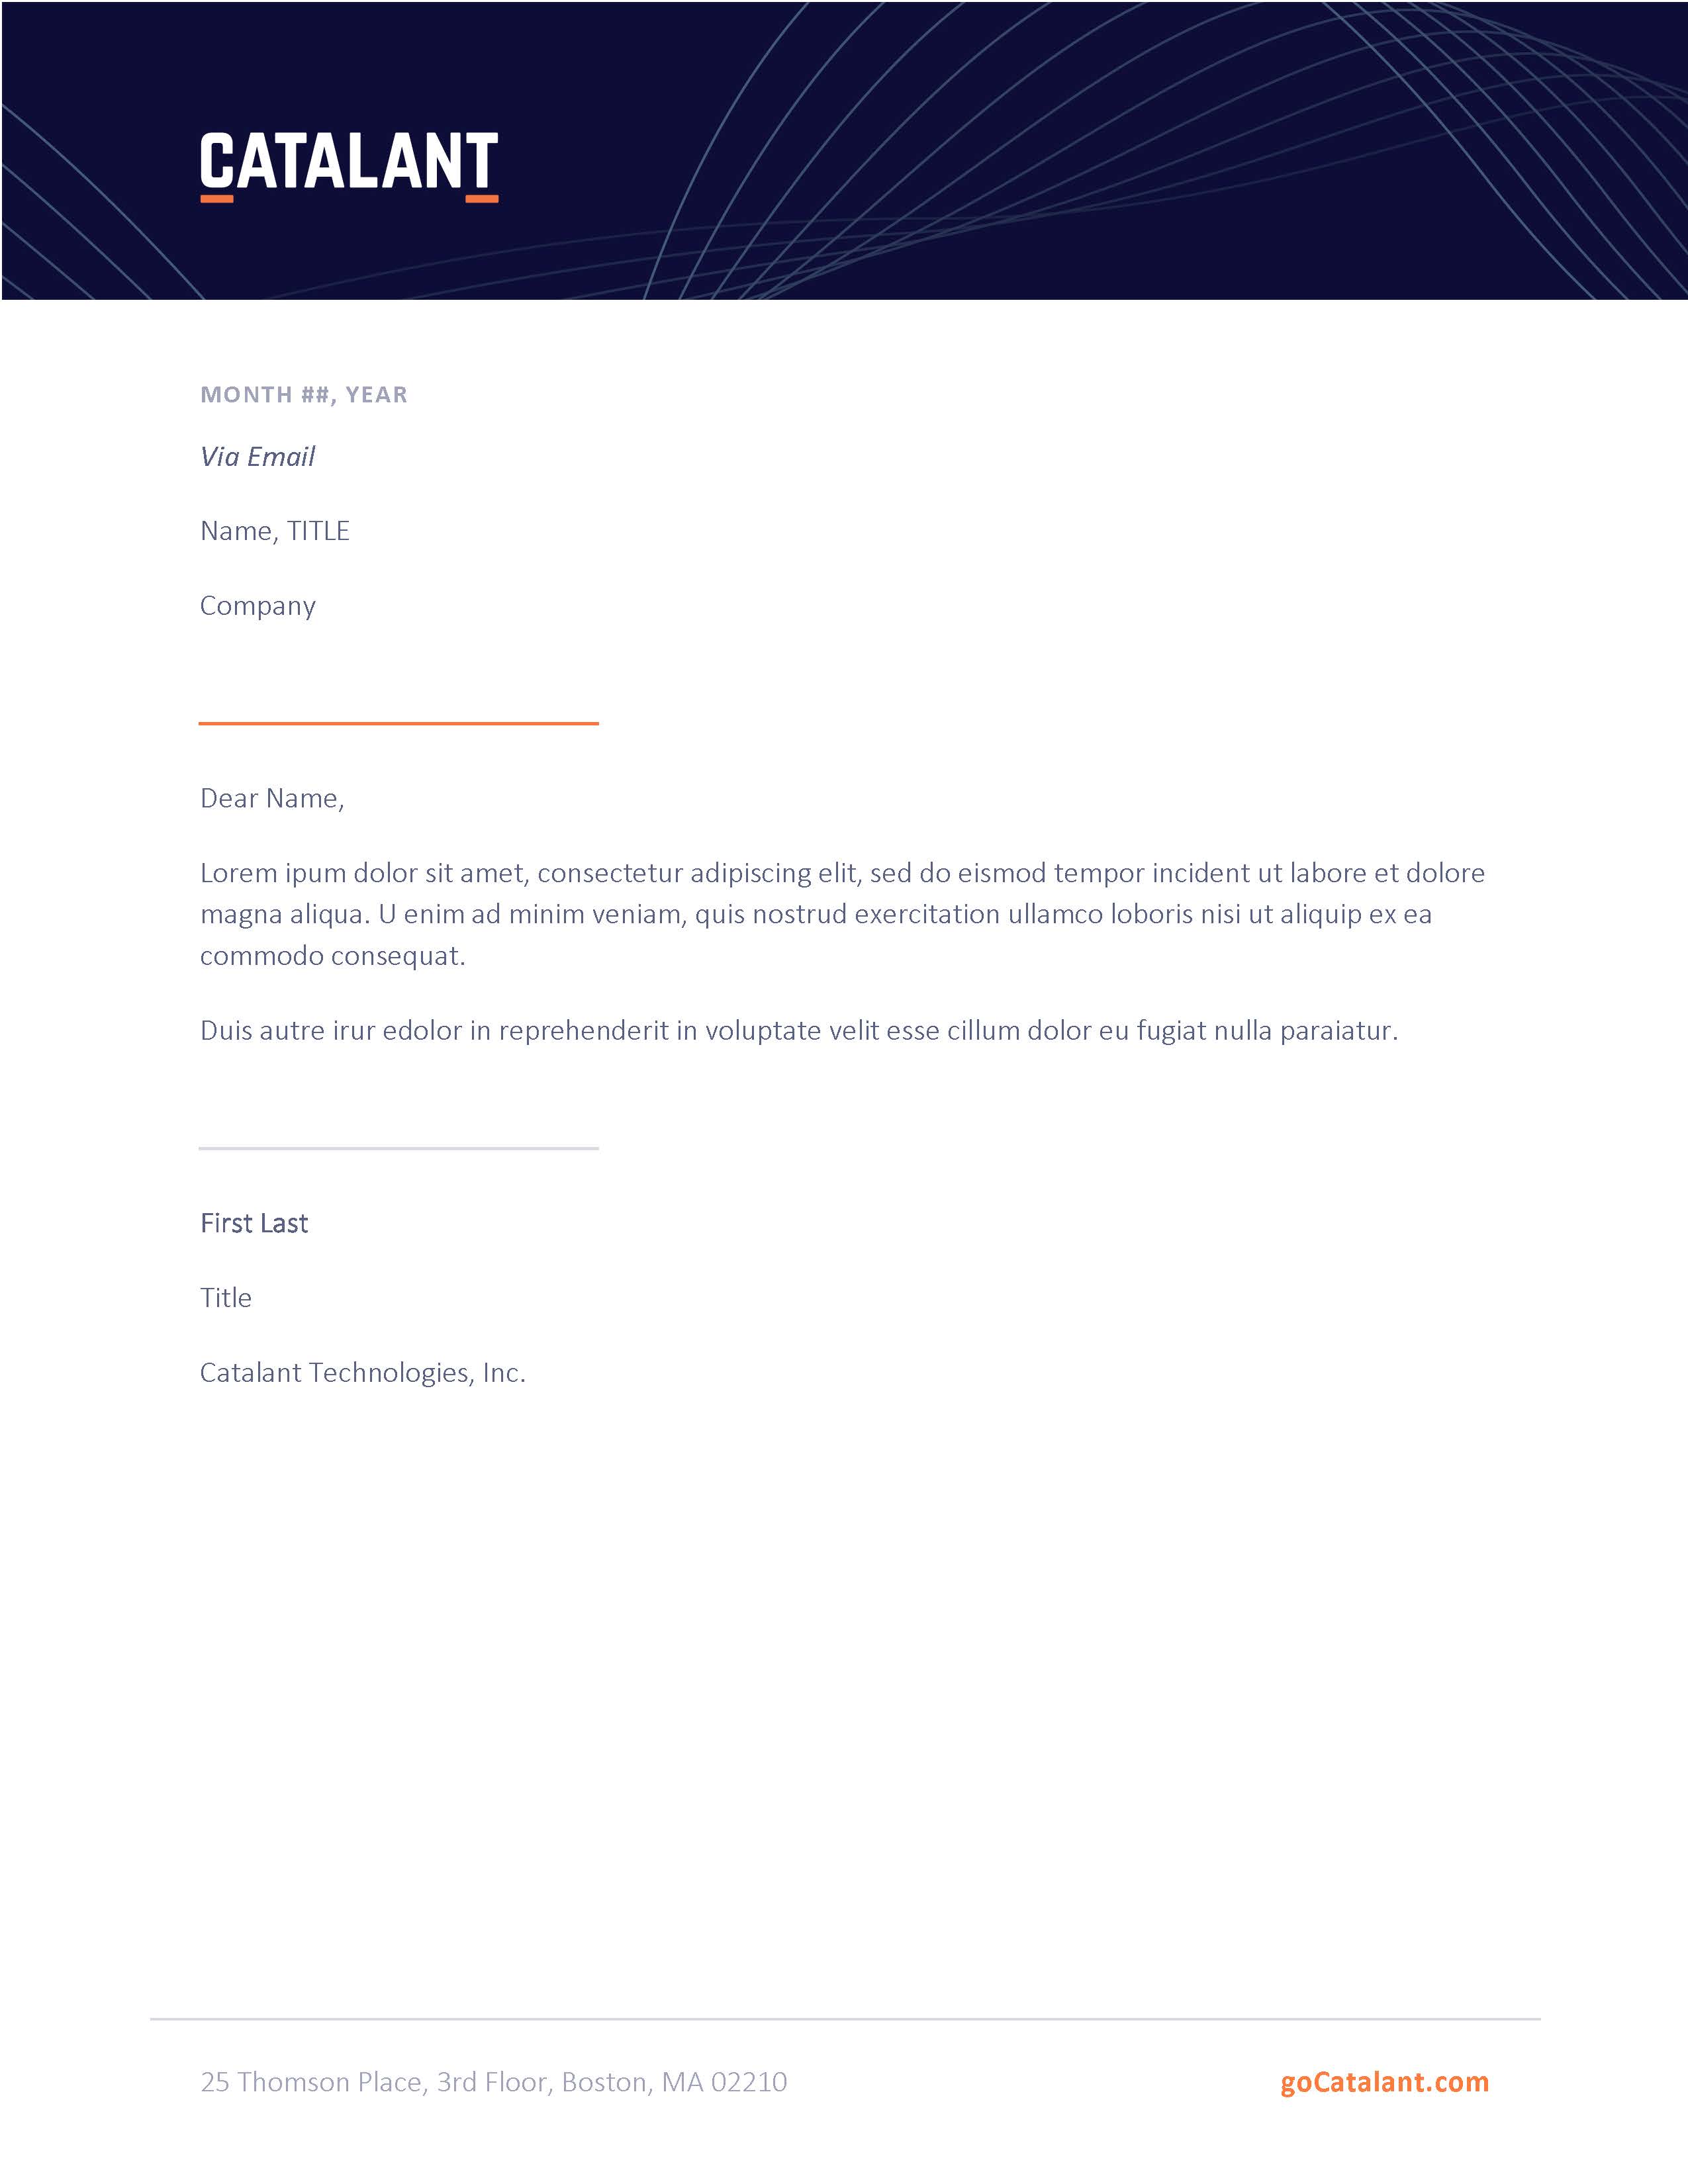 CATALANT
MONTH ##, YEAR
Via Email
Name, TITLE
Company
Dear Name,
Lorem ipum dolor sit amet, consectetur adipiscing elit, sed do eismod tempor incident ut labore et dolore
magna aliqua. U enim ad minim veniam, quis nostrud exercitation ullamco loboris nisi ut aliquip ex ea
commodo consequat.
Duis autre irur edolor in reprehenderit in voluptate velit esse cillum dolor eu fugiat nulla paraiatur.
First Last
Title
Catalant Technologies, Inc.
25 Thomson Place, 3rd Floor, Boston, MA 02210
goCatalant.com